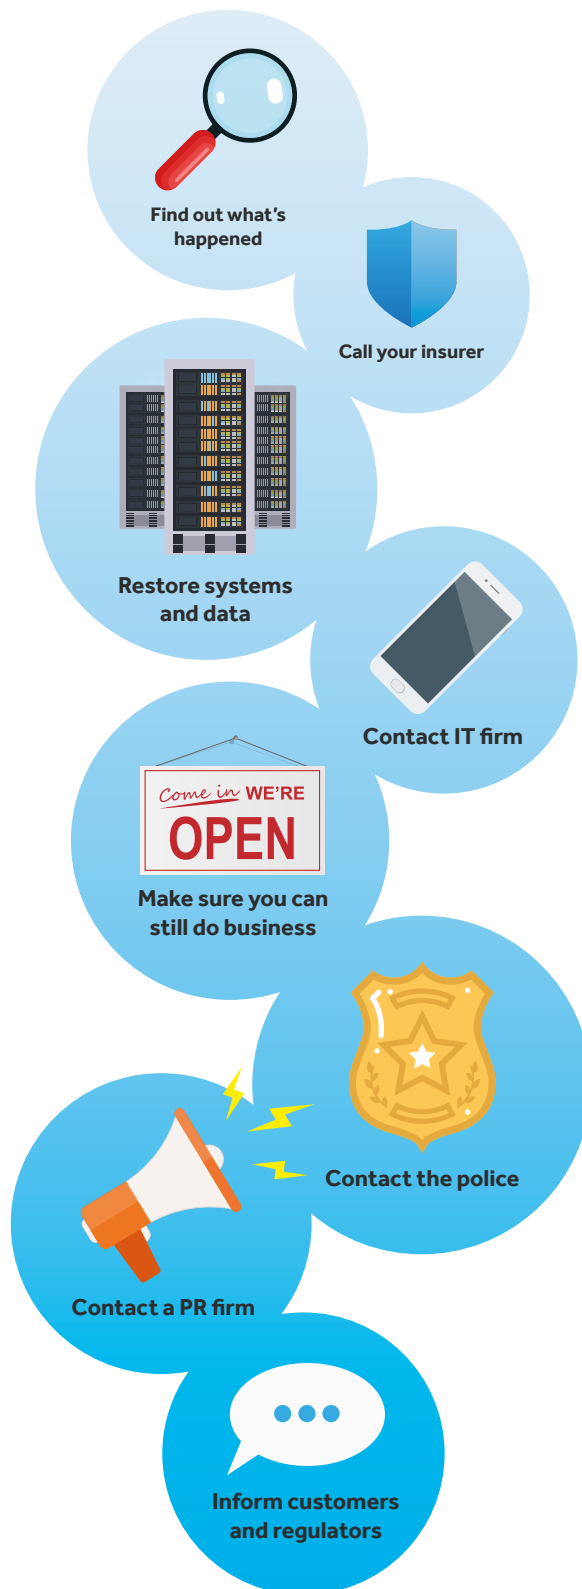 Find out what's
happened
Call your insurer
Restore systems
and data
Contact IT firm
Come in WE'RE
OPEN
Make sure you can
still do business
Contact the police
Contact a PR firm
Inform customers
and regulators